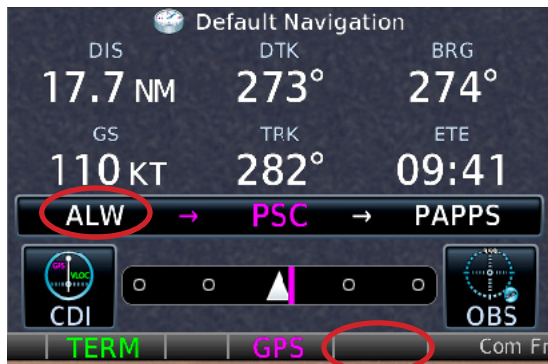 Default Navigation
DIS DTK BRG
17.7 NM 273° 274°
GS TRK ETE
110 KT 282° 09:41
ALW → PSC → PAPPS
GPS VLOC
CDI OBS
TERM GPS Com Fr